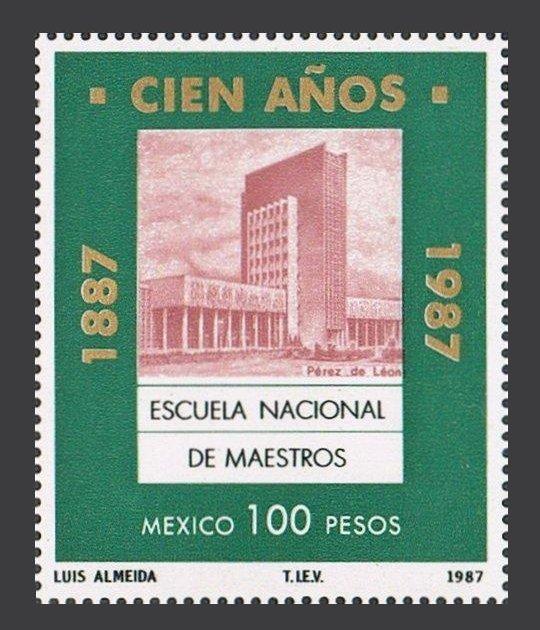 ▪ CIEN AÑOS ▪
1887
1987
Pérez de Léon
ESCUELA NACIONAL
DE MAESTROS
MEXICO 100 PESOS
LUIS ALMEIDA T.I.E.V. 1987